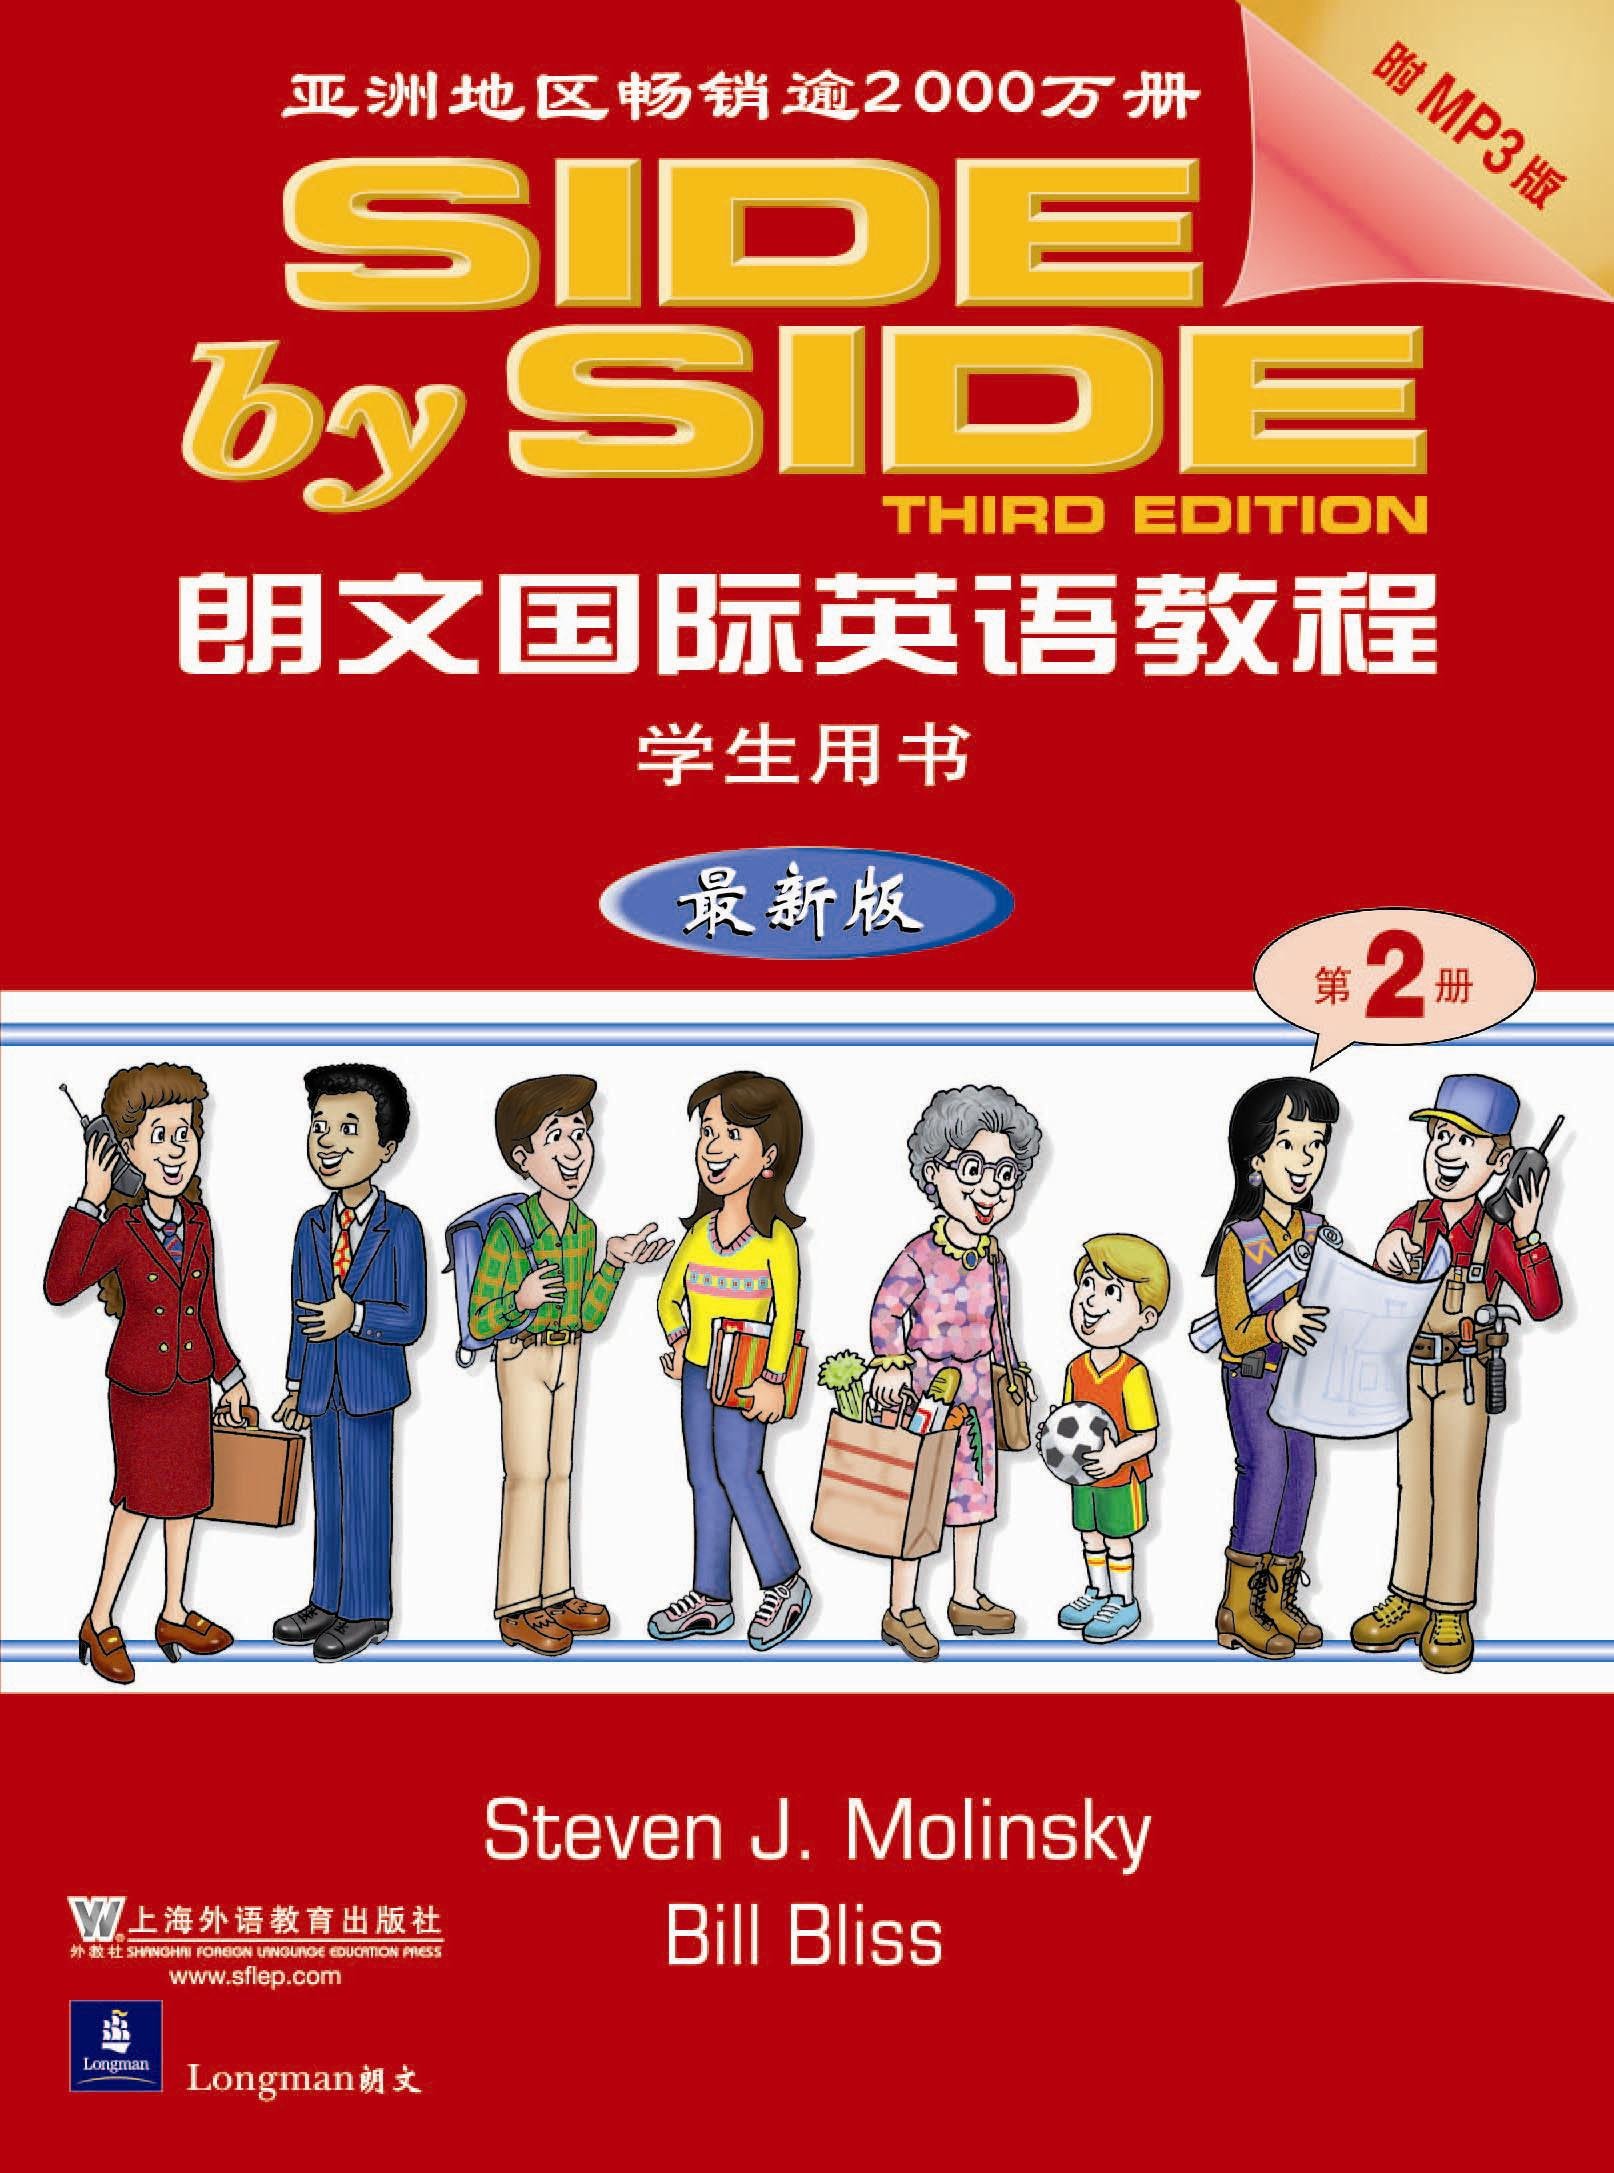 亚洲地区畅销逾2000万册
附 MP3 版
SIDE
by SIDE
THIRD EDITION
朗文国际英语教程
学生用书
最新版
第2册
Steven J. Molinsky
Bill Bliss
上海外语教育出版社
外教社 SHANGHAI FOREIGN LANGUAGE EDUCATION PRESS
www.sflep.com
Longman
Longman朗文